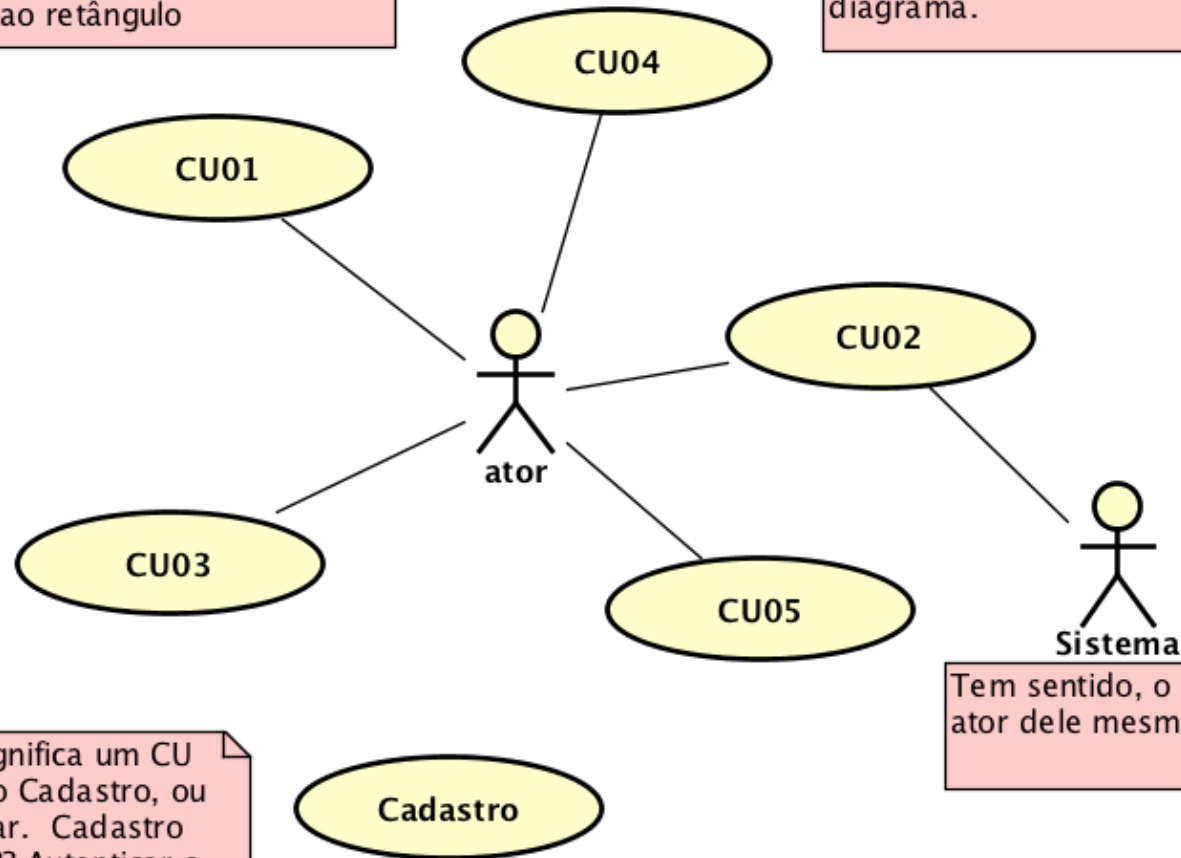 ao retângulo
diagrama.
CU04
CU01
CU02
ator
CU03
CU05
Sistema
Tem sentido, o
ator dele mesm
gnifica um CU
o Cadastro, ou
ar. Cadastro
Cadastro